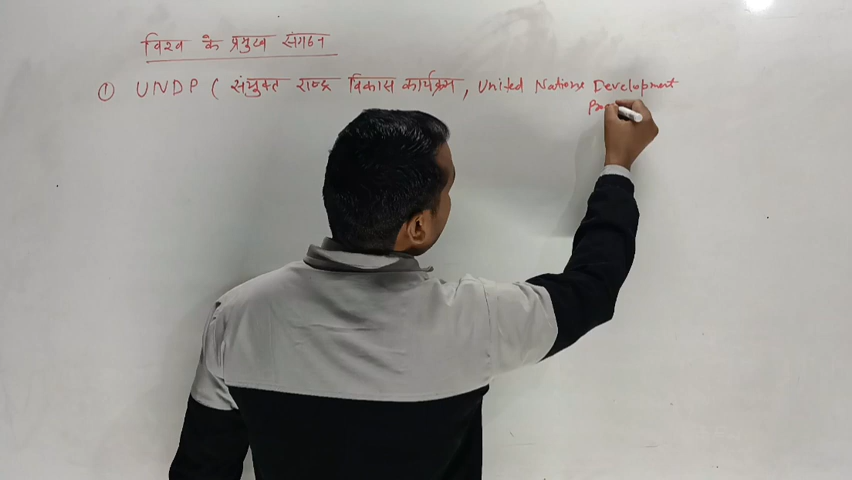 विश्व के प्रमुख संगठन
① UNDP ( संयुक्त राष्ट्र विकास कार्यक्रम, United Nations Development